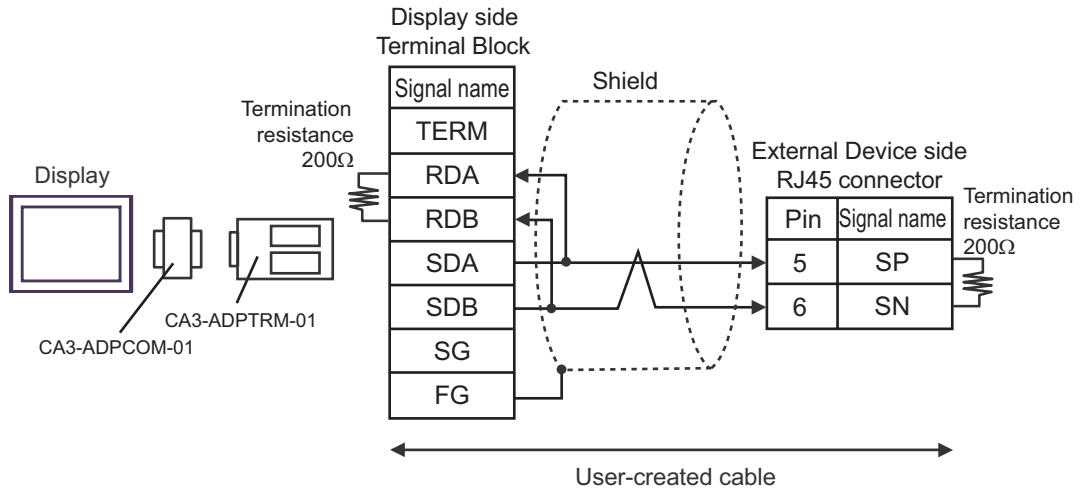 Display side
Terminal Block
Signal name
TERM
RDA
RDB
SDA
SDB
SG
FG
Shield
Termination
resistance
200Ω
Display
CA3-ADPTRM-01
CA3-ADPCOM-01
External Device side
RJ45 connector
Pin Signal name
5 SP
6 SN
Termination
resistance
200Ω
User-created cable